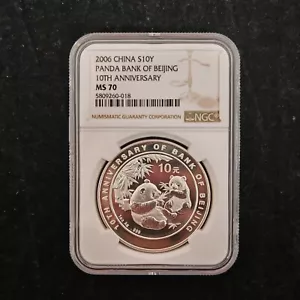 2006 CHINA S10Y
PANDA BANK OF BEIJING
10TH ANNIVERSARY
MS 70
5809260-018
NUMISMATIC GUARANTY CORPORATION
NGC
10元
10TH ANNIVERSARY OF BANK OF BEIJING